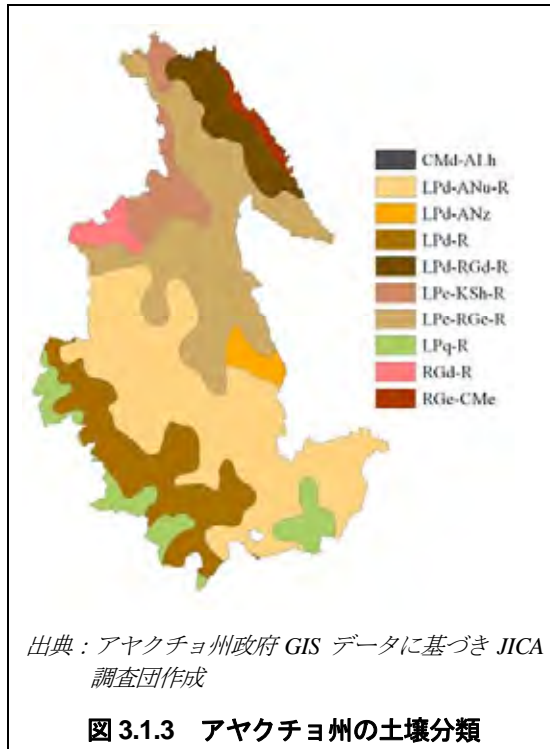 CMd-ALh
LPd-ANu-R
LPd-ANz
LPd-R
LPd-RGd-R
LPe-KSh-R
LPe-RGe-R
LPq-R
RGd-R
RGe-CMe
出典：アヤクチョ州政府 GIS データに基づき JICA
調査団作成
図 3.1.3 アヤクチョ州の土壌分類